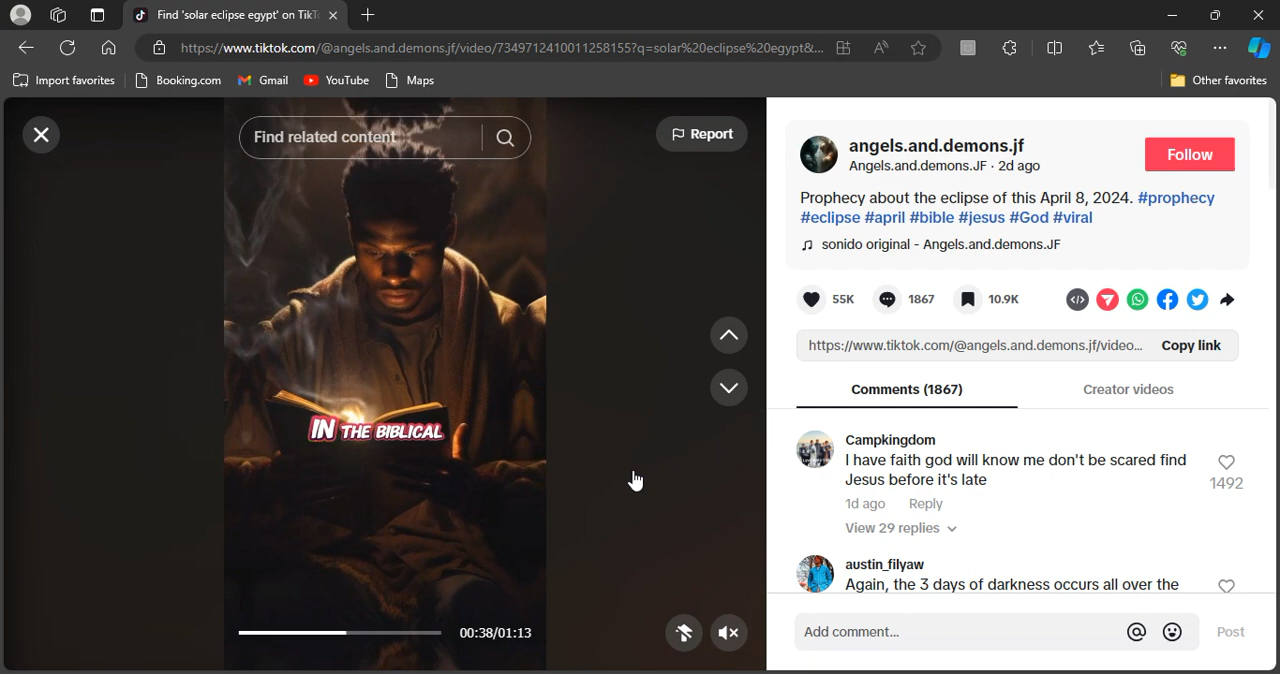 Find 'solar eclipse egypt' on TikTo
https://www.tiktok.com/@angels.and.demons.jf/video/7349712410011258155?q=solar%20eclipse%20egypt&...
Import favorites
Booking.com
Gmail
YouTube
Maps
Other favorites
Find related content
Report
IN THE BIBLICAL
00:38/01:13
angels.and.demons.jf
Angels.and.demons.JF · 2d ago
Follow
Prophecy about the eclipse of this April 8, 2024. #prophecy
#eclipse #april #bible #jesus #God #viral
sonido original - Angels.and.demons.JF
55K
1867
10.9K
https://www.tiktok.com/@angels.and.demons.jf/video...
Copy link
Comments (1867)
Creator videos
Campkingdom
I have faith god will know me don't be scared find
Jesus before it's late
1492
1d ago
Reply
View 29 replies
austin_filyaw
Again, the 3 days of darkness occurs all over the
Add comment...
Post